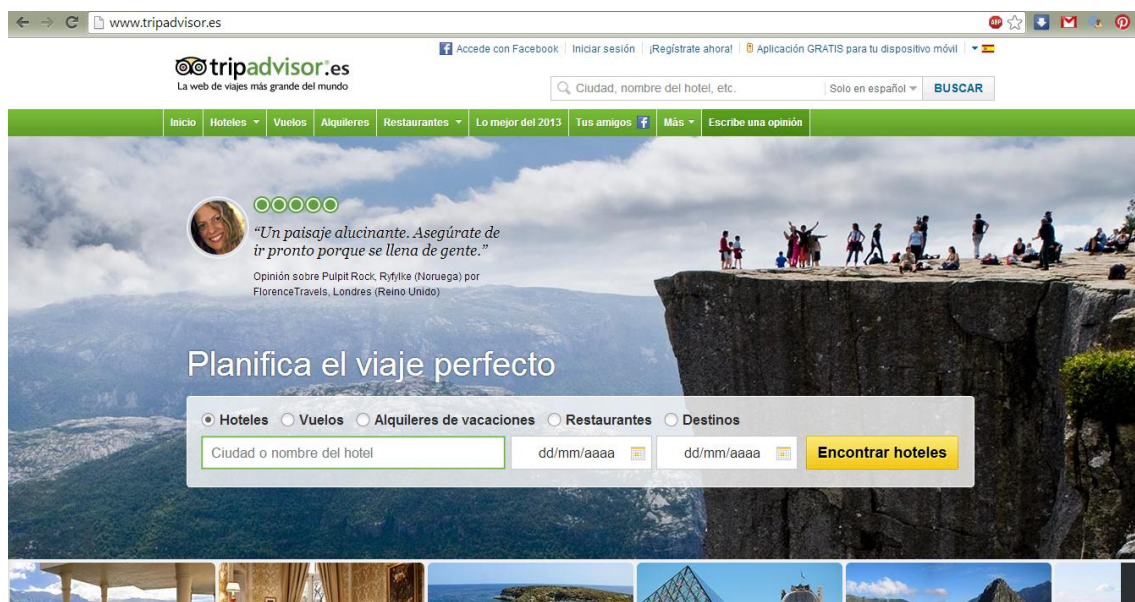 www.tripadvisor.es
ABP
Accede con Facebook Iniciar sesión ¡Regístrate ahora! Aplicación GRATIS para tu dispositivo móvil
tripadvisor.es
La web de viajes más grande del mundo
Ciudad, nombre del hotel, etc. Solo en español BUSCAR
Inicio Hoteles Vuelos Alquileres Restaurantes Lo mejor del 2013 Tus amigos Más Escribe una opinión
“Un paisaje alucinante. Asegúrate de
ir pronto porque se llena de gente.”
Opinión sobre Pulpit Rock, Ryfylke (Noruega) por
FlorenceTravels, Londres (Reino Unido)
Planifica el viaje perfecto
Hoteles Vuelos Alquileres de vacaciones Restaurantes Destinos
Ciudad o nombre del hotel dd/mm/aaaa dd/mm/aaaa Encontrar hoteles